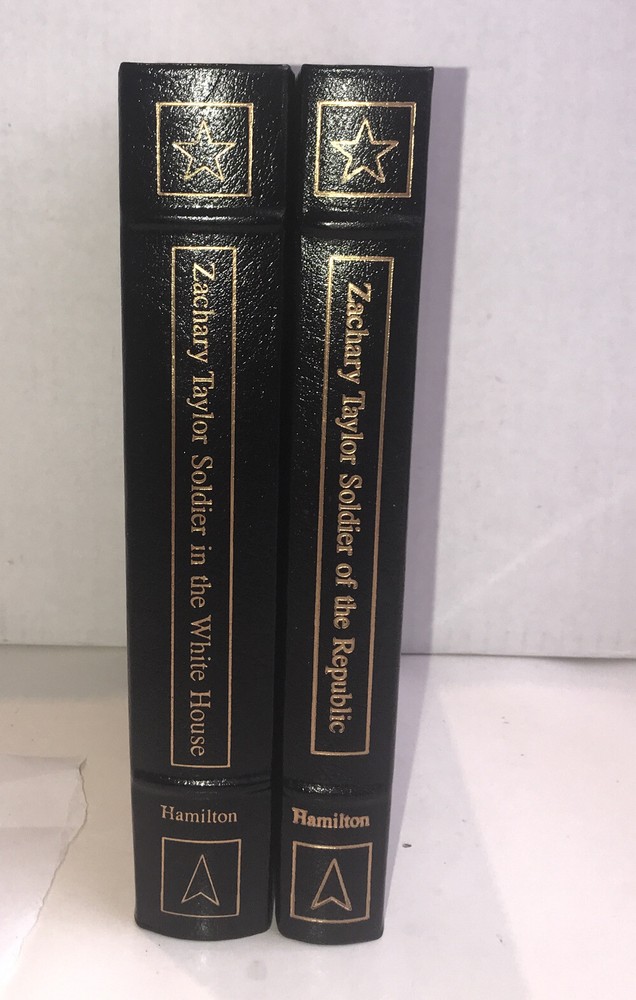 Zachary Taylor Soldier in the White House
Hamilton
Zachary Taylor Soldier of the Republic
Hamilton